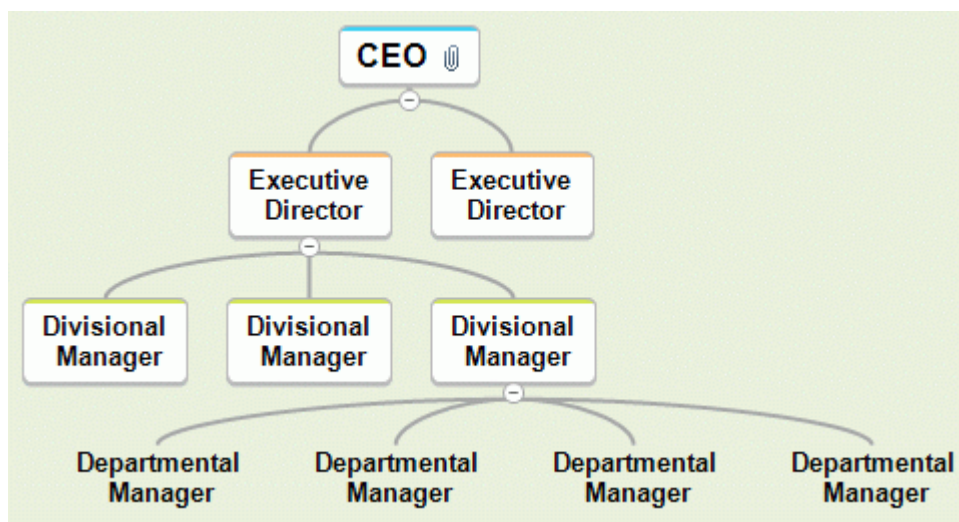 CEO
Executive
Director
Executive
Director
Divisional
Manager
Divisional
Manager
Divisional
Manager
Departmental
Manager
Departmental
Manager
Departmental
Manager
Departmental
Manager